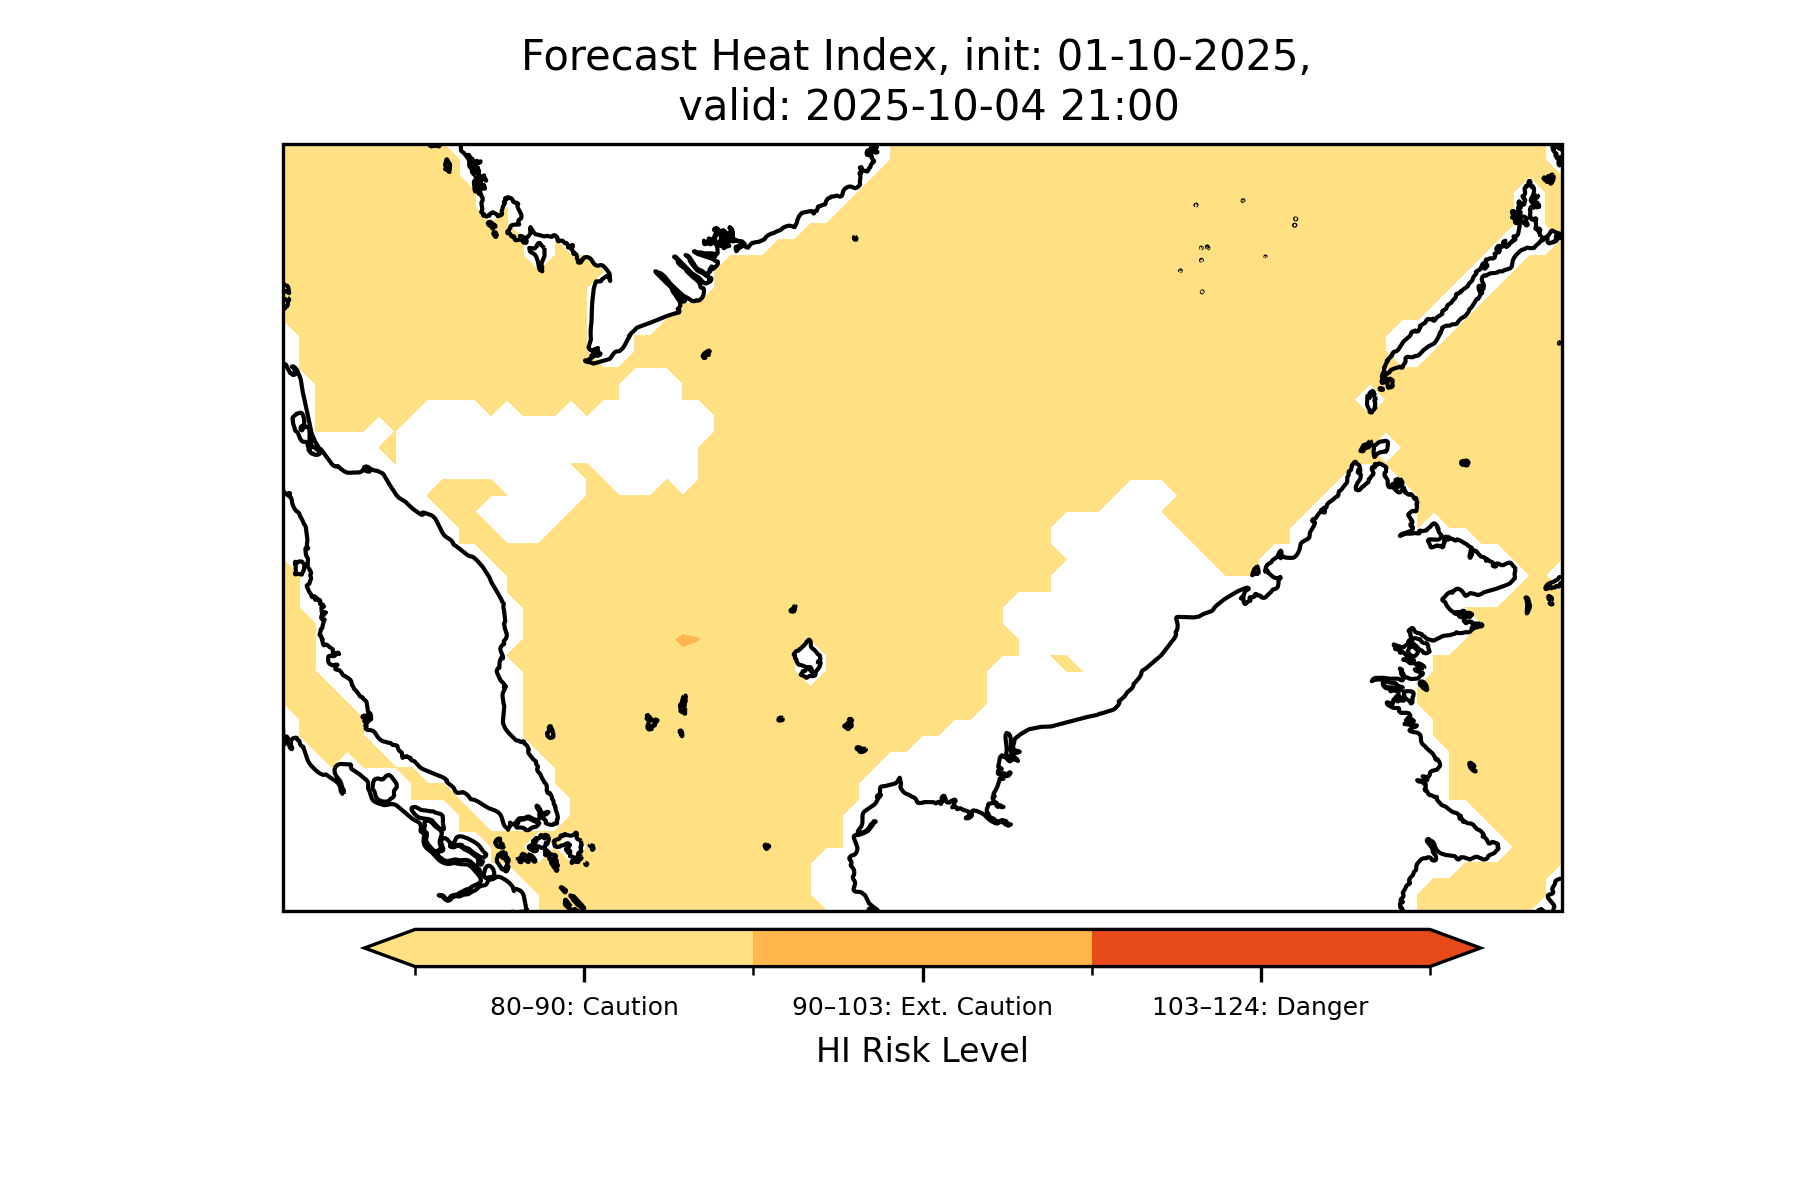 Forecast Heat Index, init: 01-10-2025,
valid: 2025-10-04 21:00
80–90: Caution
90–103: Ext. Caution
103–124: Danger
HI Risk Level